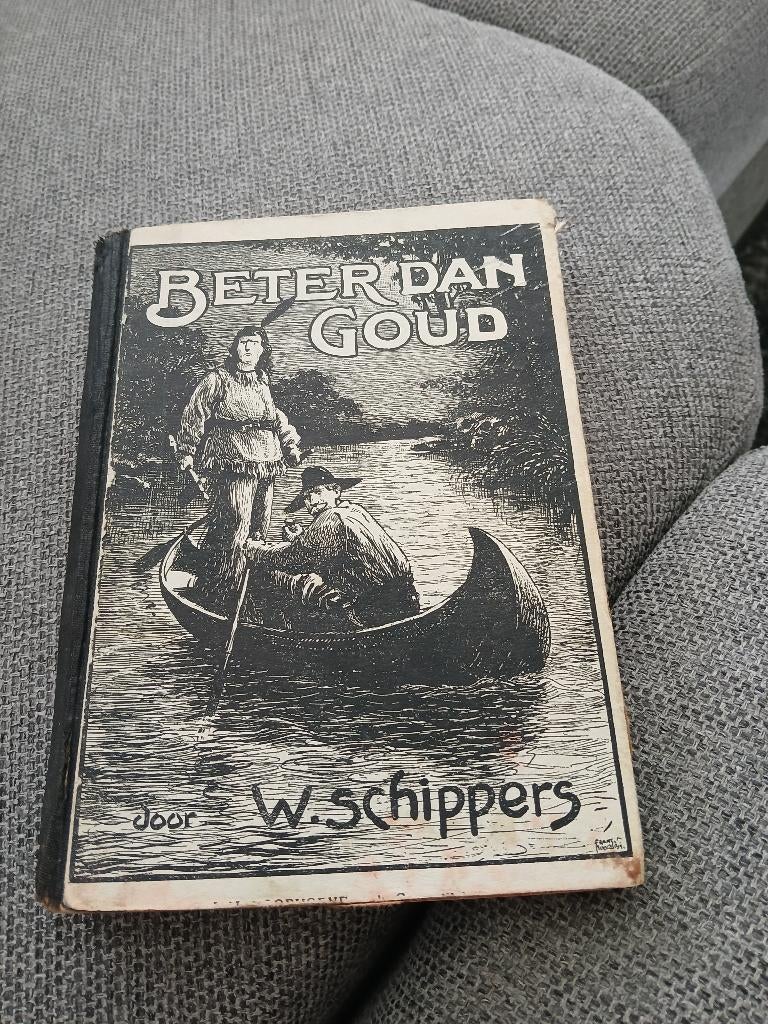 BETER DAN
GOUD
door W. Schippers